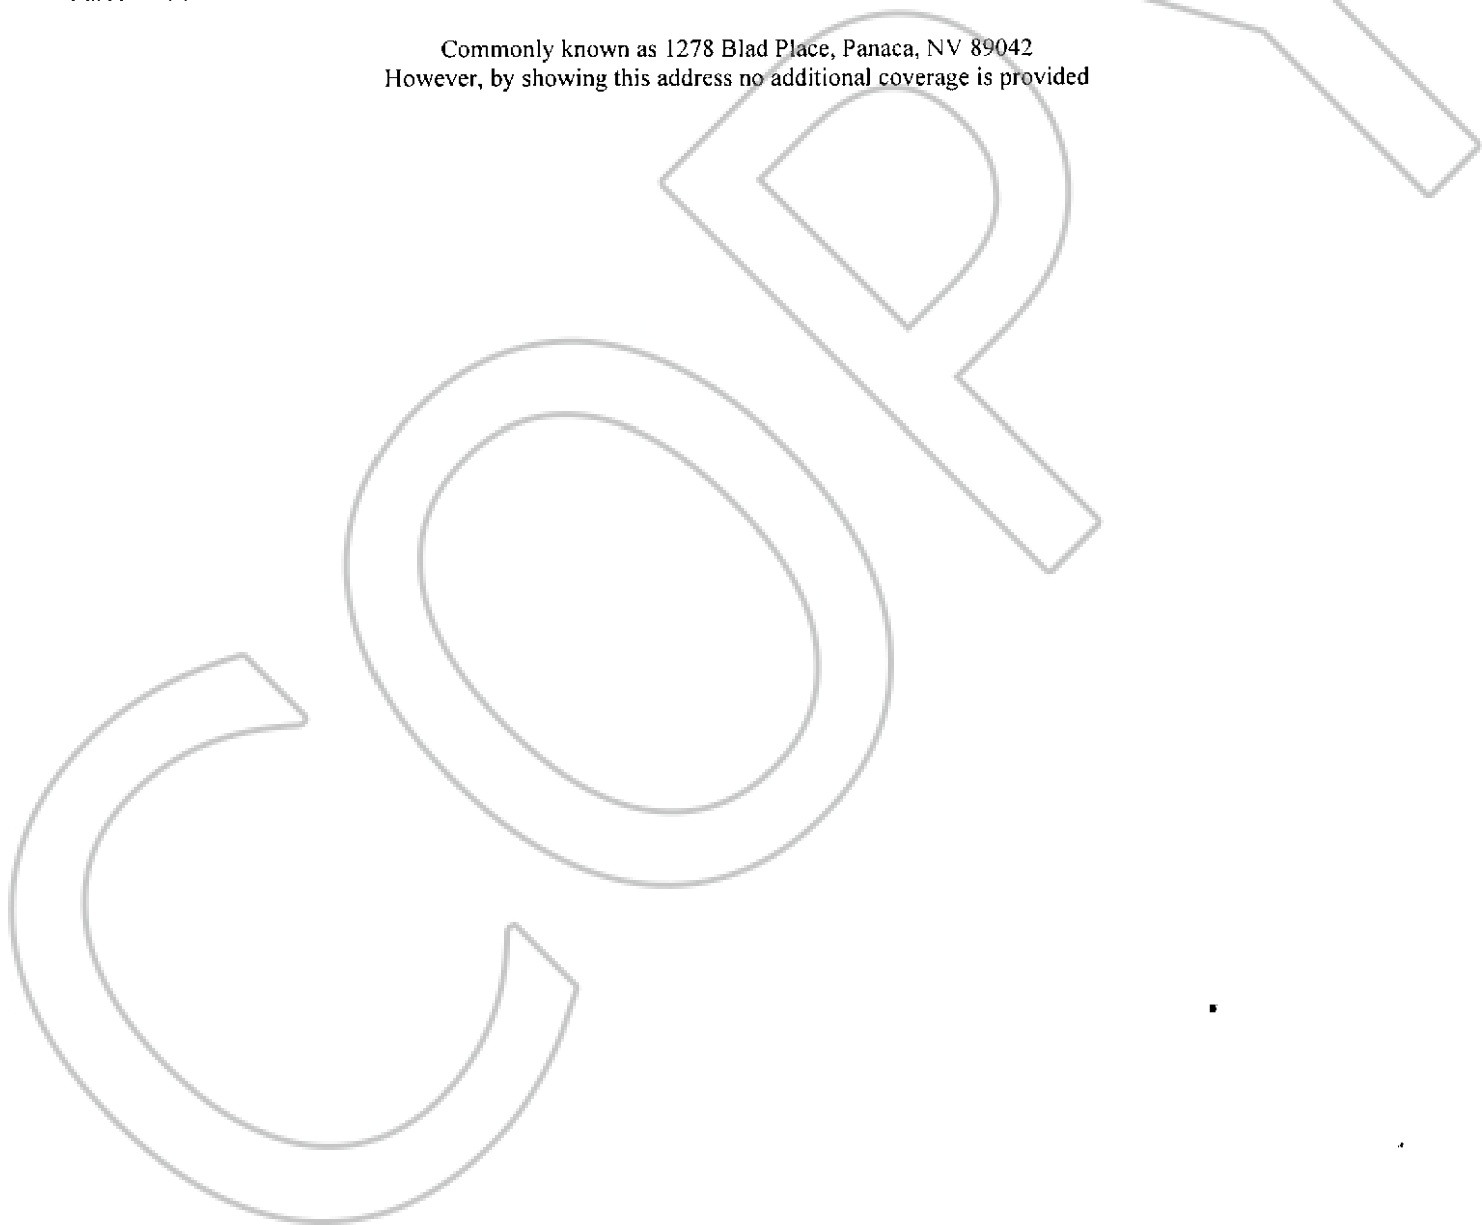 Commonly known as 1278 Blad Place, Panaca, NV 89042
However, by showing this address no additional coverage is provided
COPY